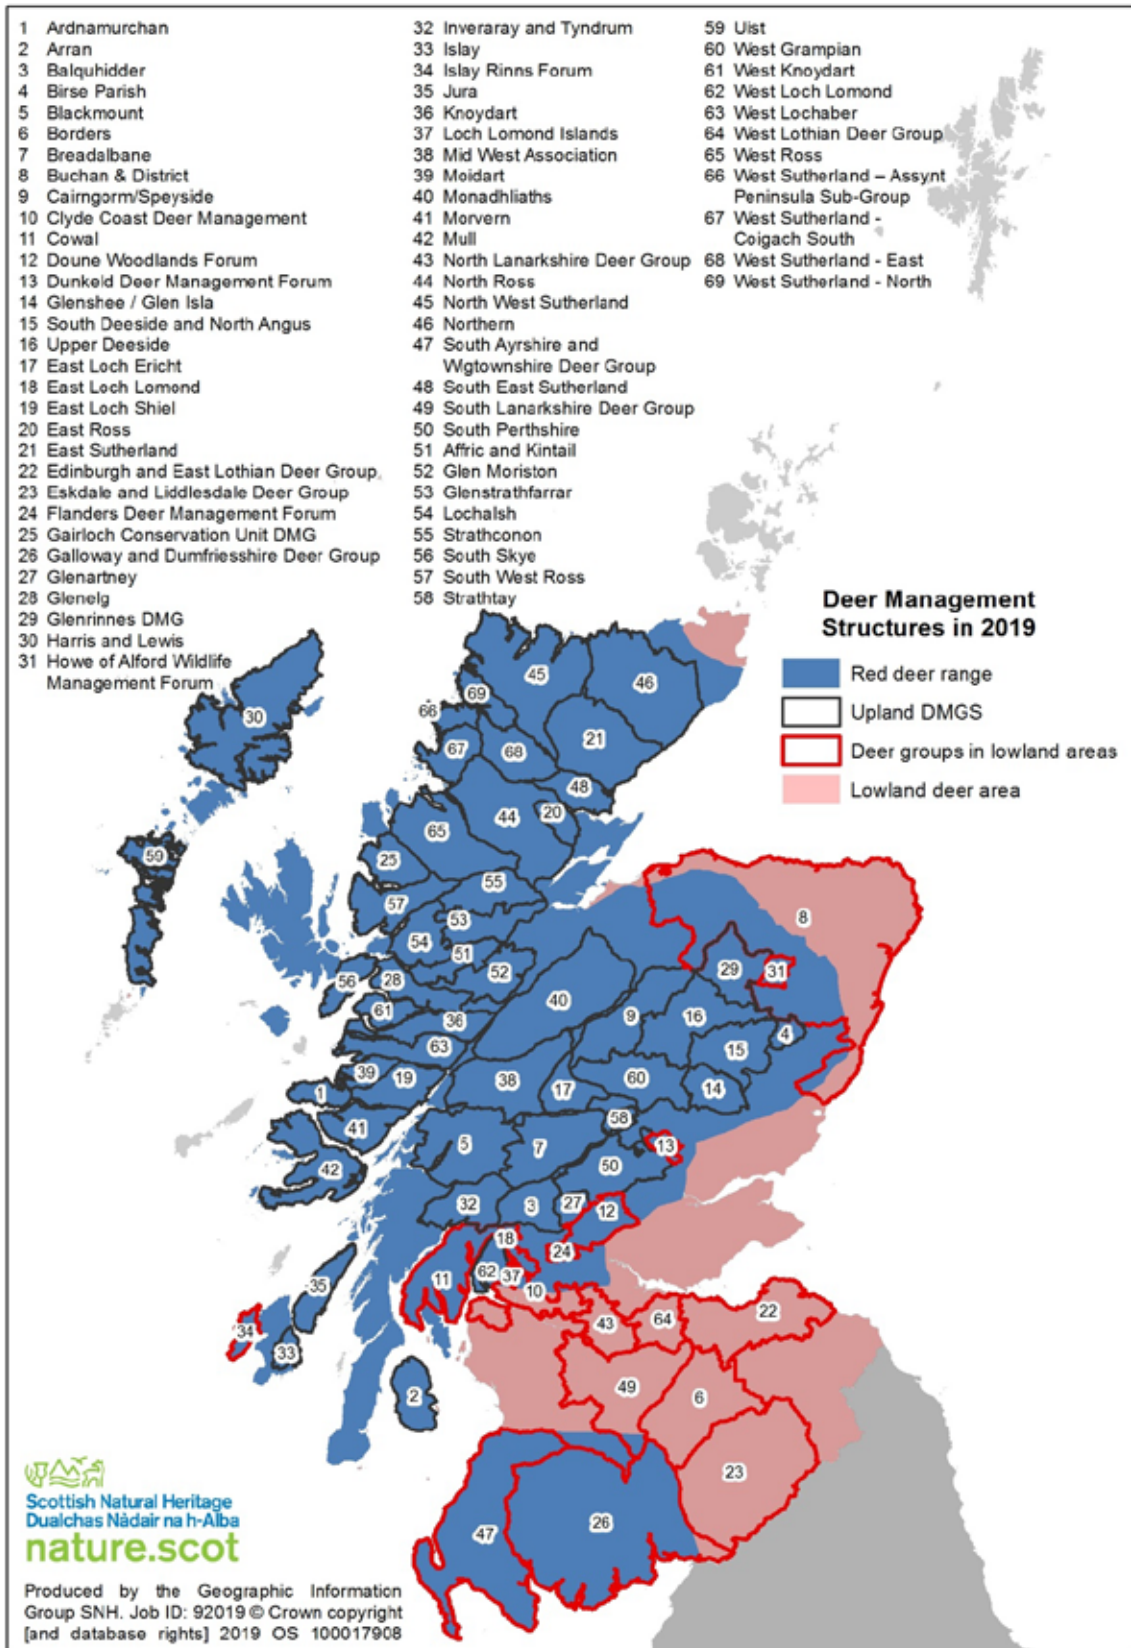 1 Ardnamurchan
2 Arran
3 Balquhidder
4 Birse Parish
5 Blackmount
6 Borders
7 Breadalbane
8 Buchan & District
9 Cairngorm/Speyside
10 Clyde Coast Deer Management
11 Cowal
12 Doune Woodlands Forum
13 Dunkeld Deer Management Forum
14 Glenshee / Glen Isla
15 South Deeside and North Angus
16 Upper Deeside
17 East Loch Ericht
18 East Loch Lomond
19 East Loch Shiel
20 East Ross
21 East Sutherland
22 Edinburgh and East Lothian Deer Group
23 Eskdale and Liddlesdale Deer Group
24 Flanders Deer Management Forum
25 Gairloch Conservation Unit DMG
26 Galloway and Dumfriesshire Deer Group
27 Glenartney
28 Glenelg
29 Glenrinnes DMG
30 Harris and Lewis
31 Howe of Alford Wildlife
Management Forum
32 Inveraray and Tyndrum
33 Islay
34 Islay Rinns Forum
35 Jura
36 Knoydart
37 Loch Lomond Islands
38 Mid West Association
39 Moidart
40 Monadhliaths
41 Morvern
42 Mull
43 North Lanarkshire Deer Group
44 North Ross
45 North West Sutherland
46 Northern
47 South Ayrshire and
Wigtownshire Deer Group
48 South East Sutherland
49 South Lanarkshire Deer Group
50 South Perthshire
51 Affric and Kintail
52 Glen Moriston
53 Glenstrathfarrar
54 Lochalsh
55 Strathconon
56 South Skye
57 South West Ross
58 Strathtay
59 Uist
60 West Grampian
61 West Knoydart
62 West Loch Lomond
63 West Lochaber
64 West Lothian Deer Group
65 West Ross
66 West Sutherland – Assynt
Peninsula Sub-Group
67 West Sutherland -
Coigach South
68 West Sutherland - East
69 West Sutherland - North
Deer Management
Structures in 2019
Red deer range
Upland DMGS
Deer groups in lowland areas
Lowland deer area
45
46
69
66
30
67
68
21
48
20
44
65
59
25
55
57
53
54
51
52
8
29
31
56
28
61
36
40
9
16
4
63
15
39
19
38
17
60
14
1
41
58
5
7
13
42
50
32
3
27
12
18
24
11
62
37
10
35
34
33
43
64
22
2
49
6
23
47
26
Scottish Natural Heritage
Dualchas Nàdair na h-Alba
nature.scot
Produced by the Geographic Information
Group SNH. Job ID: 92019 © Crown copyright
[and database rights] 2019 OS 100017908